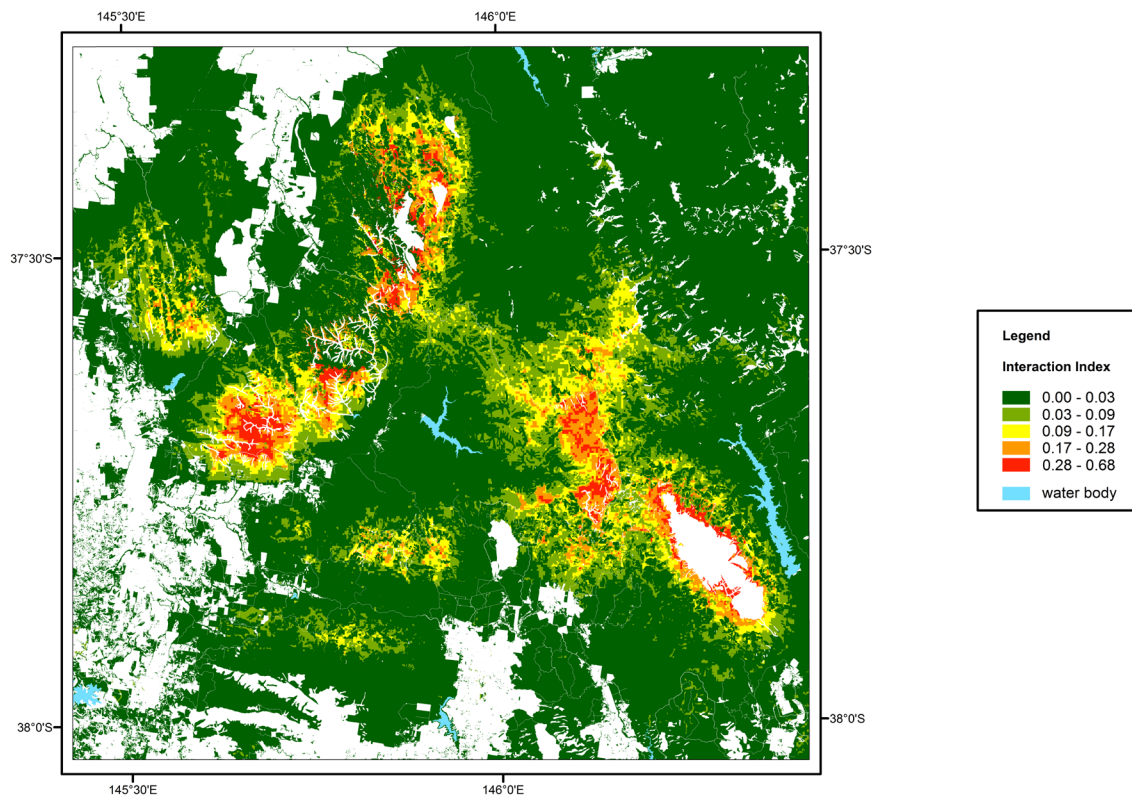 145°30'E
146°0'E
37°30'S
37°30'S
Legend
Interaction Index
0.00 - 0.03
0.03 - 0.09
0.09 - 0.17
0.17 - 0.28
0.28 - 0.68
water body
38°0'S
38°0'S
145°30'E
146°0'E